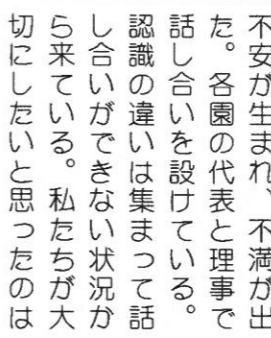 不安が生まれ、不満が出
た。各園の代表と理事で
話し合いを設けている。
認識の違いは集まって話
し合いができない状況か
ら来ている。私たちが大
切にしたいと思ったのは